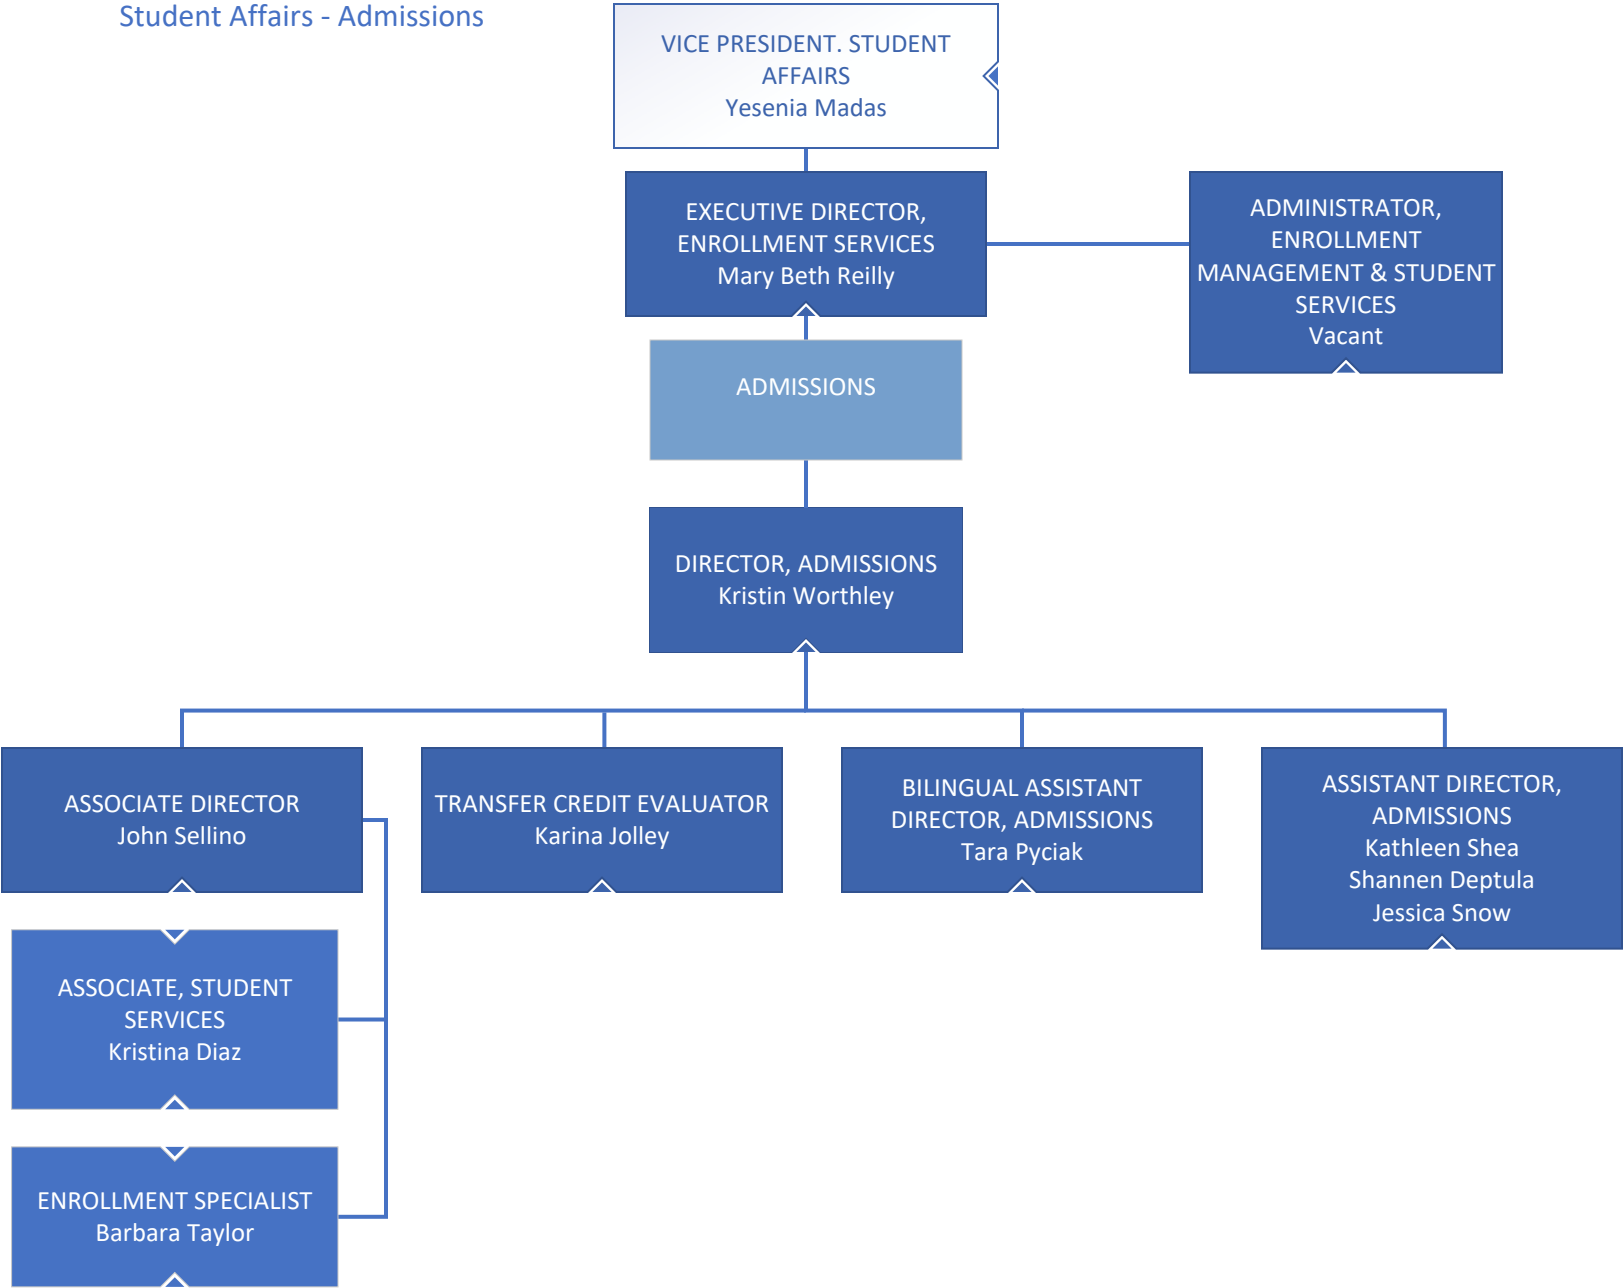 Student Affairs - Admissions
VICE PRESIDENT. STUDENT
AFFAIRS
Yesenia Madas
EXECUTIVE DIRECTOR,
ENROLLMENT SERVICES
Mary Beth Reilly
ADMINISTRATOR,
ENROLLMENT
MANAGEMENT & STUDENT
SERVICES
Vacant
ADMISSIONS
DIRECTOR, ADMISSIONS
Kristin Worthley
ASSOCIATE DIRECTOR
John Sellino
TRANSFER CREDIT EVALUATOR
Karina Jolley
BILINGUAL ASSISTANT
DIRECTOR, ADMISSIONS
Tara Pyciak
ASSISTANT DIRECTOR,
ADMISSIONS
Kathleen Shea
Shannen Deptula
Jessica Snow
ASSOCIATE, STUDENT
SERVICES
Kristina Diaz
ENROLLMENT SPECIALIST
Barbara Taylor